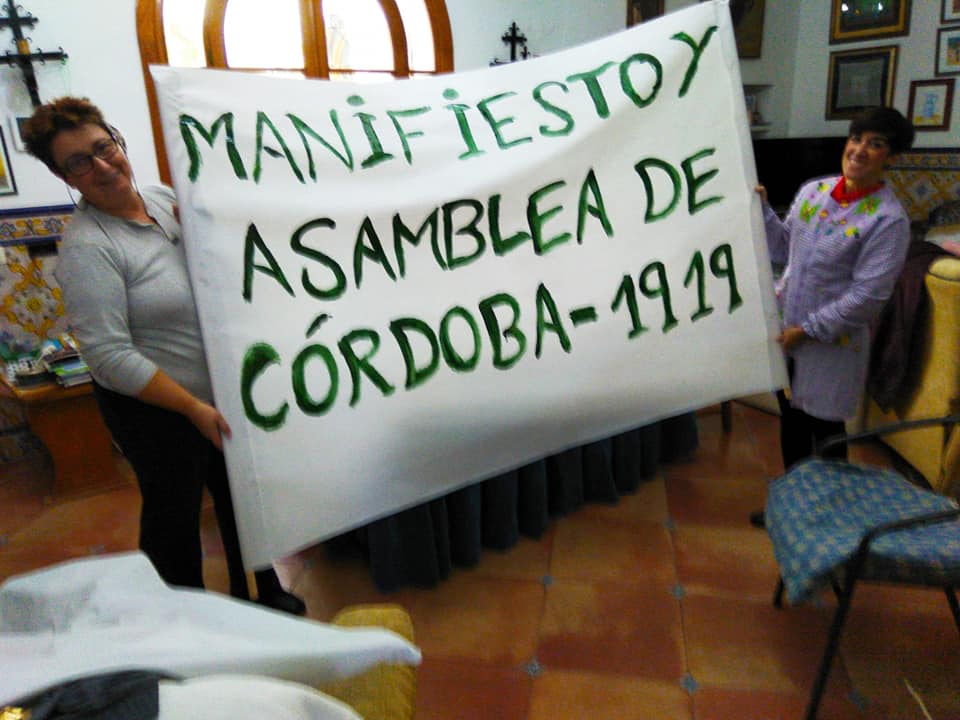 MANiFiESTO Y
ASAMBLEA DE
CÓRDOBA-1919